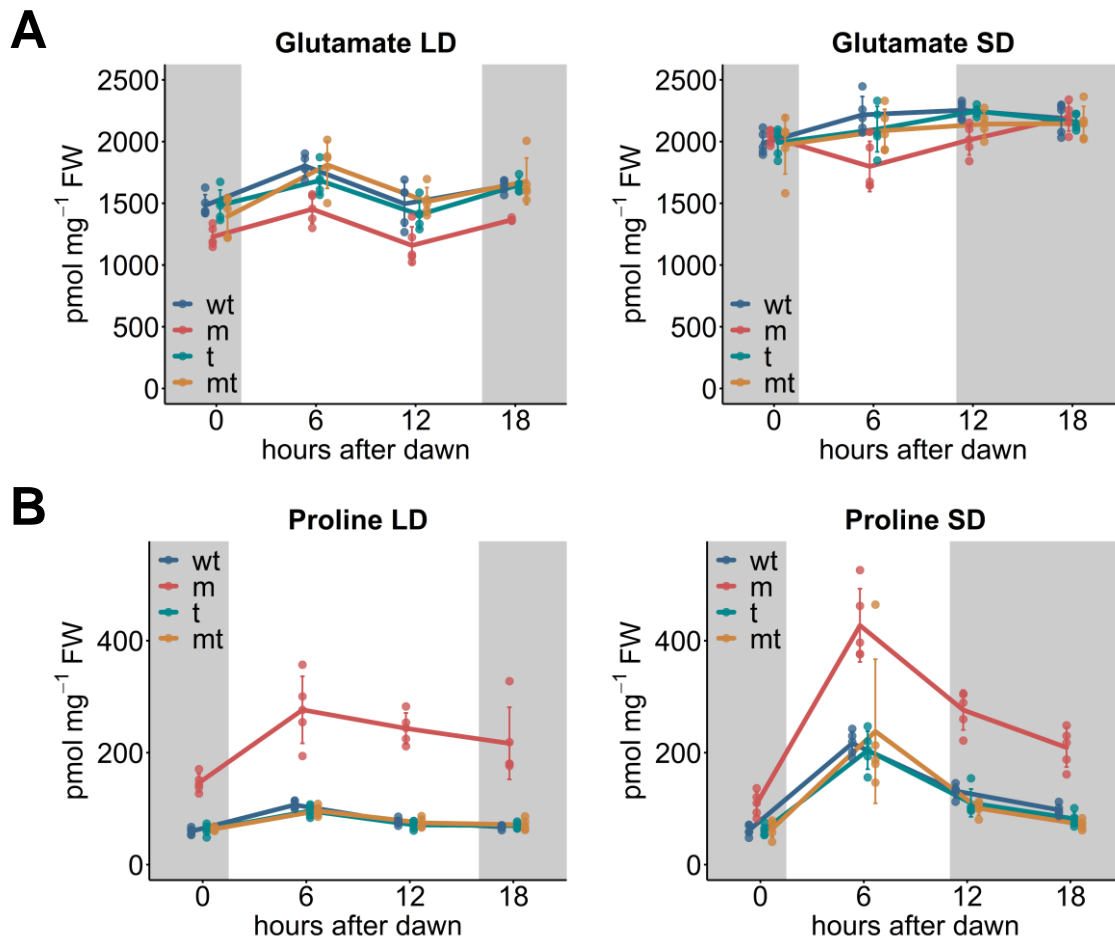 A
Glutamate LD
pmol mg−1 FW
2500
2000
1500
1000
500
0
wt
m
t
mt
0 6 12 18
hours after dawn
Glutamate SD
pmol mg−1 FW
2500
2000
1500
1000
500
0
wt
m
t
mt
0 6 12 18
hours after dawn
B
Proline LD
pmol mg−1 FW
400
200
0
wt
m
t
mt
0 6 12 18
hours after dawn
Proline SD
pmol mg−1 FW
400
200
0
wt
m
t
mt
0 6 12 18
hours after dawn